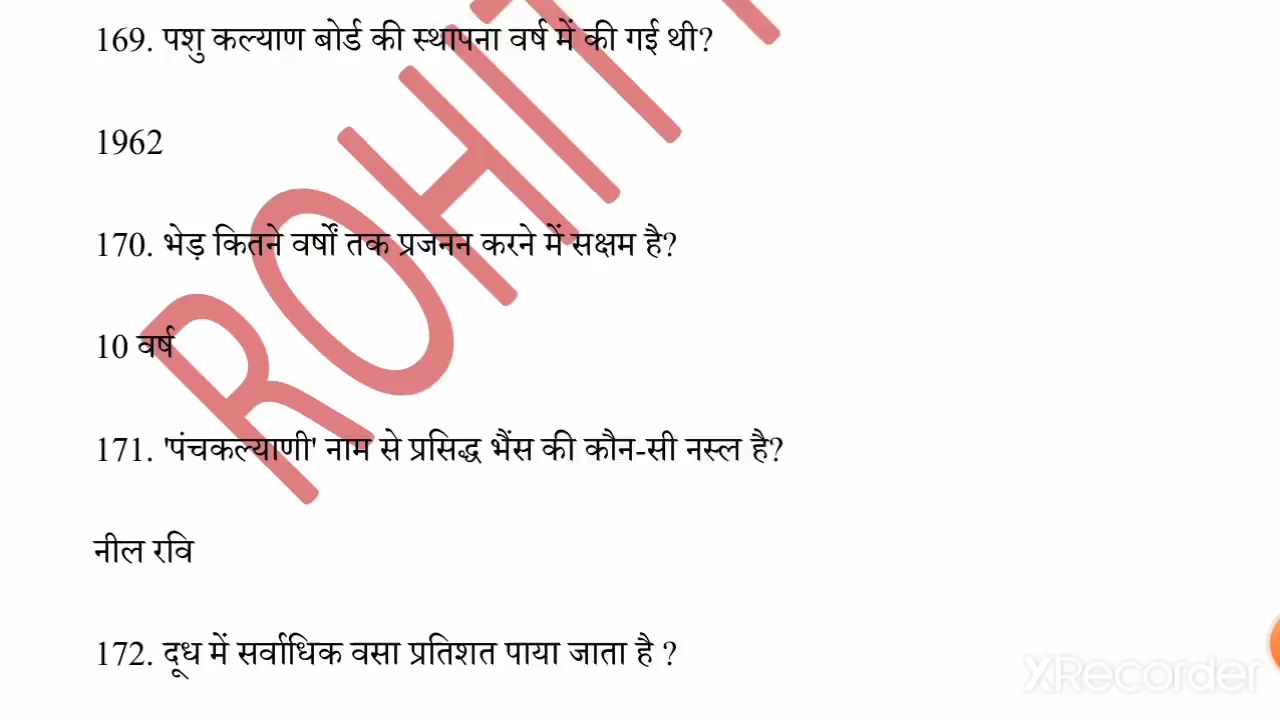 169. पशु कल्याण बोर्ड की स्थापना वर्ष में की गई थी?
1962
170. भेड़ कितने वर्षों तक प्रजनन करने में सक्षम है?
10 वर्ष
171. 'पंचकल्याणी' नाम से प्रसिद्ध भैंस की कौन-सी नस्ल है?
नील रवि
172. दूध में सर्वाधिक वसा प्रतिशत पाया जाता है ?
ROHIT
XRecorder